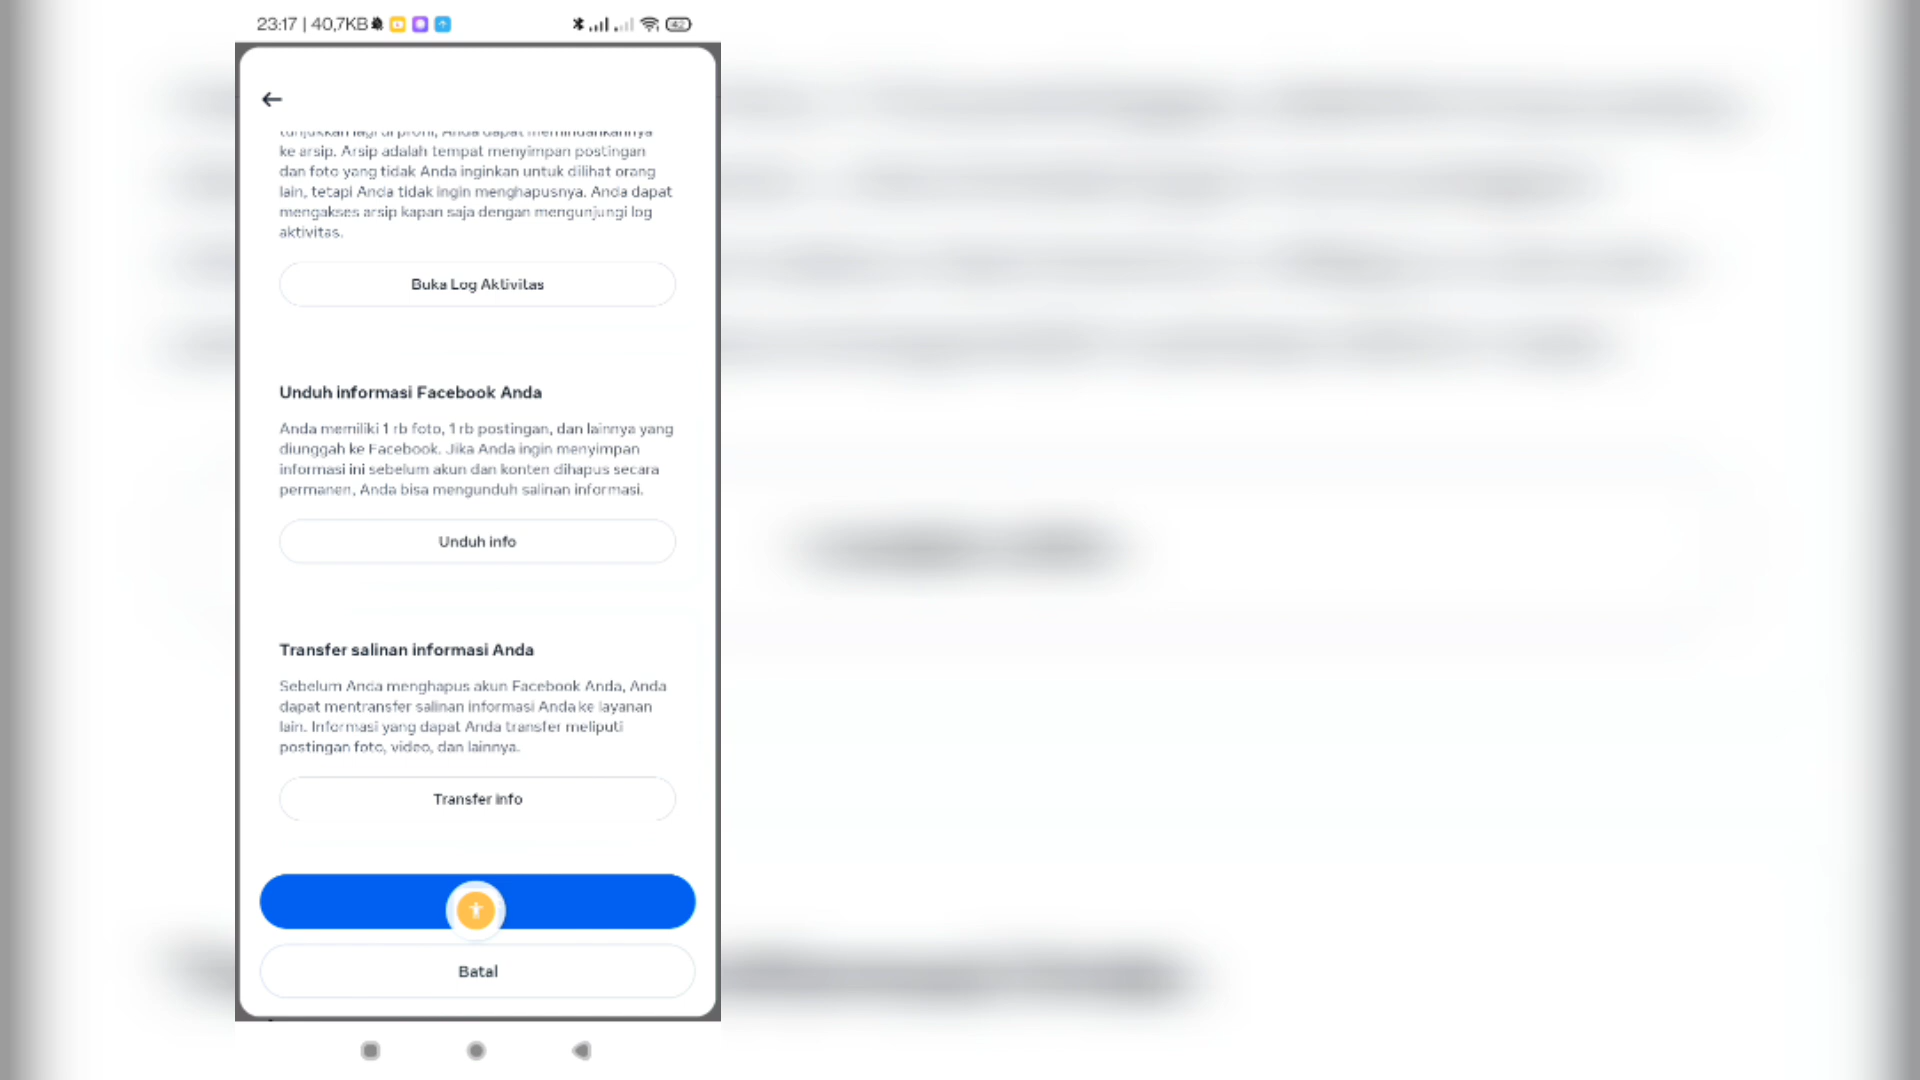 23:17 | 40,7KB
42
ke arsip. Arsip adalah tempat menyimpan postingan
dan foto yang tidak Anda inginkan untuk dilihat orang
lain, tetapi Anda tidak ingin menghapusnya. Anda dapat
mengakses arsip kapan saja dengan mengunjungi log
aktivitas.
Buka Log Aktivitas
Unduh informasi Facebook Anda
Anda memiliki 1 rb foto, 1 rb postingan, dan lainnya yang
diunggah ke Facebook. Jika Anda ingin menyimpan
informasi ini sebelum akun dan konten dihapus secara
permanen, Anda bisa mengunduh salinan informasi.
Unduh info
Transfer salinan informasi Anda
Sebelum Anda menghapus akun Facebook Anda, Anda
dapat mentransfer salinan informasi Anda ke layanan
lain. Informasi yang dapat Anda transfer meliputi
postingan foto, video, dan lainnya.
Transfer info
Batal